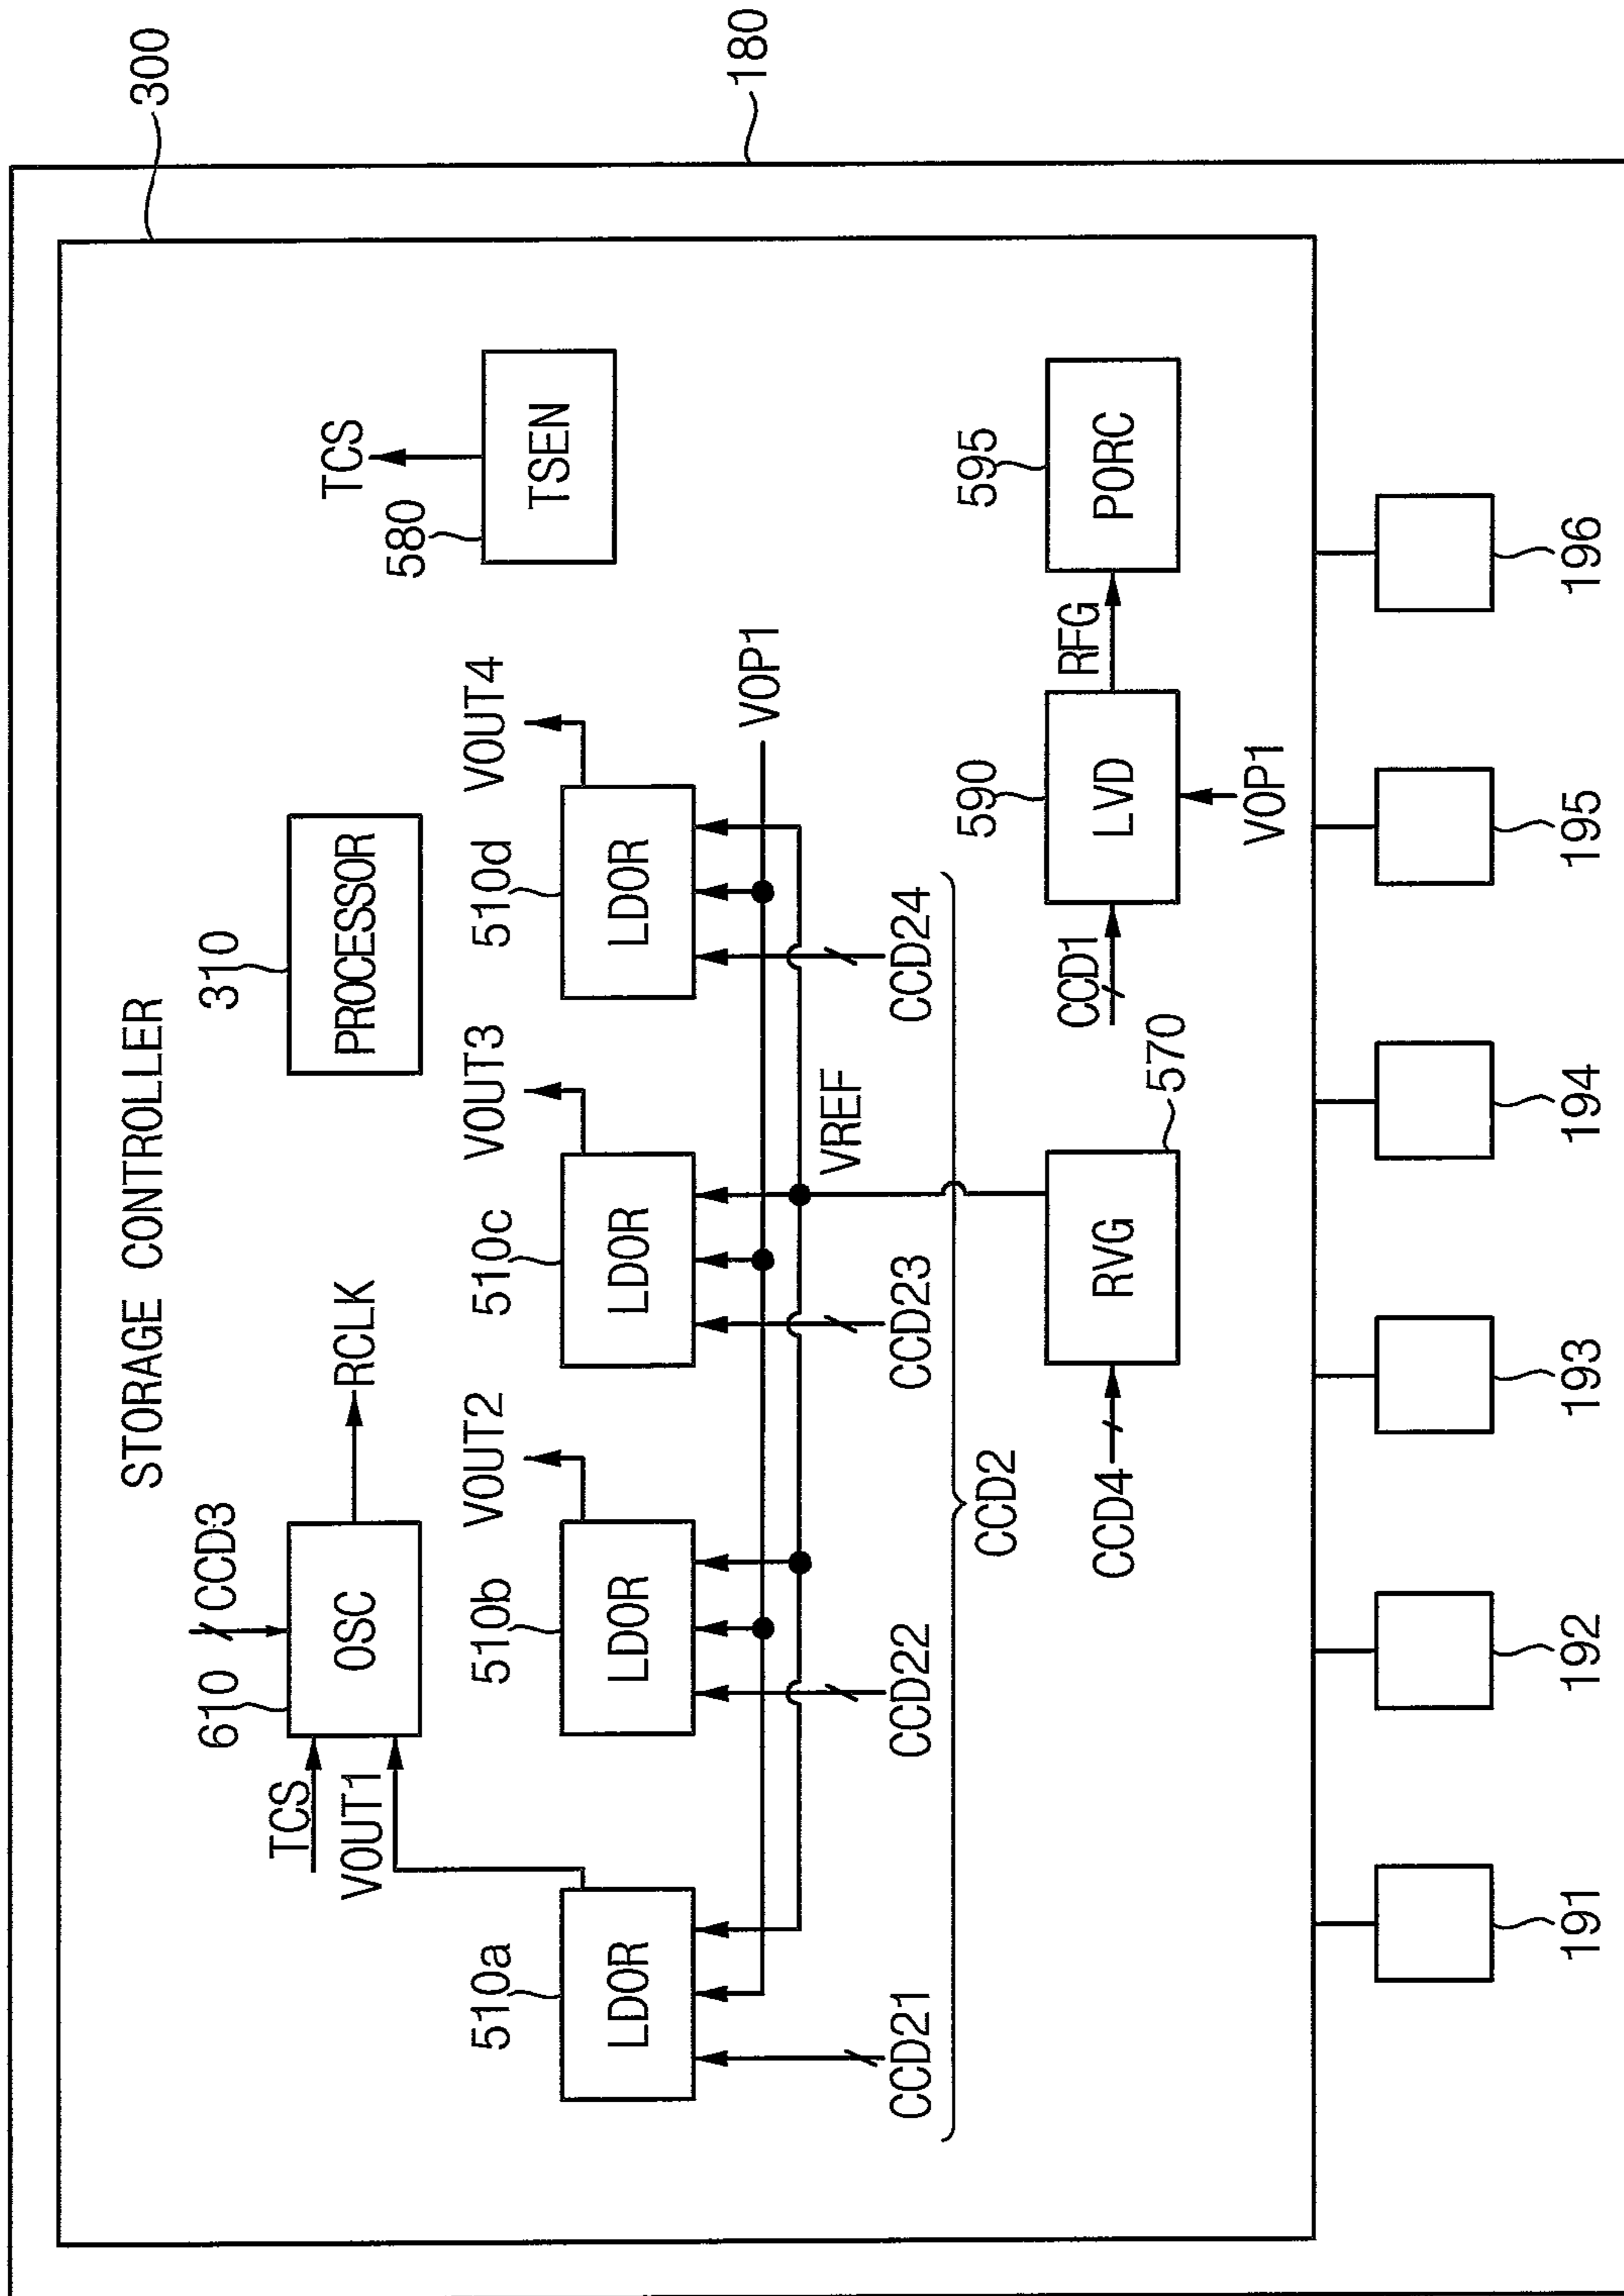 STORAGE CONTROLLER
300
180
CCD3
610
OSC
RCLK
TCS
VOUT1
310
PROCESSOR
TCS
580
TSEN
VOUT2
VOUT3
VOUT4
510a
LDOR
510b
LDOR
510c
LDOR
510d
LDOR
VOP1
VREF
CCD21
CCD22
CCD23
CCD24
CCD2
CCD4
RVG
570
CCD1
590
LVD
VOP1
RFG
595
PORC
191
192
193
194
195
196